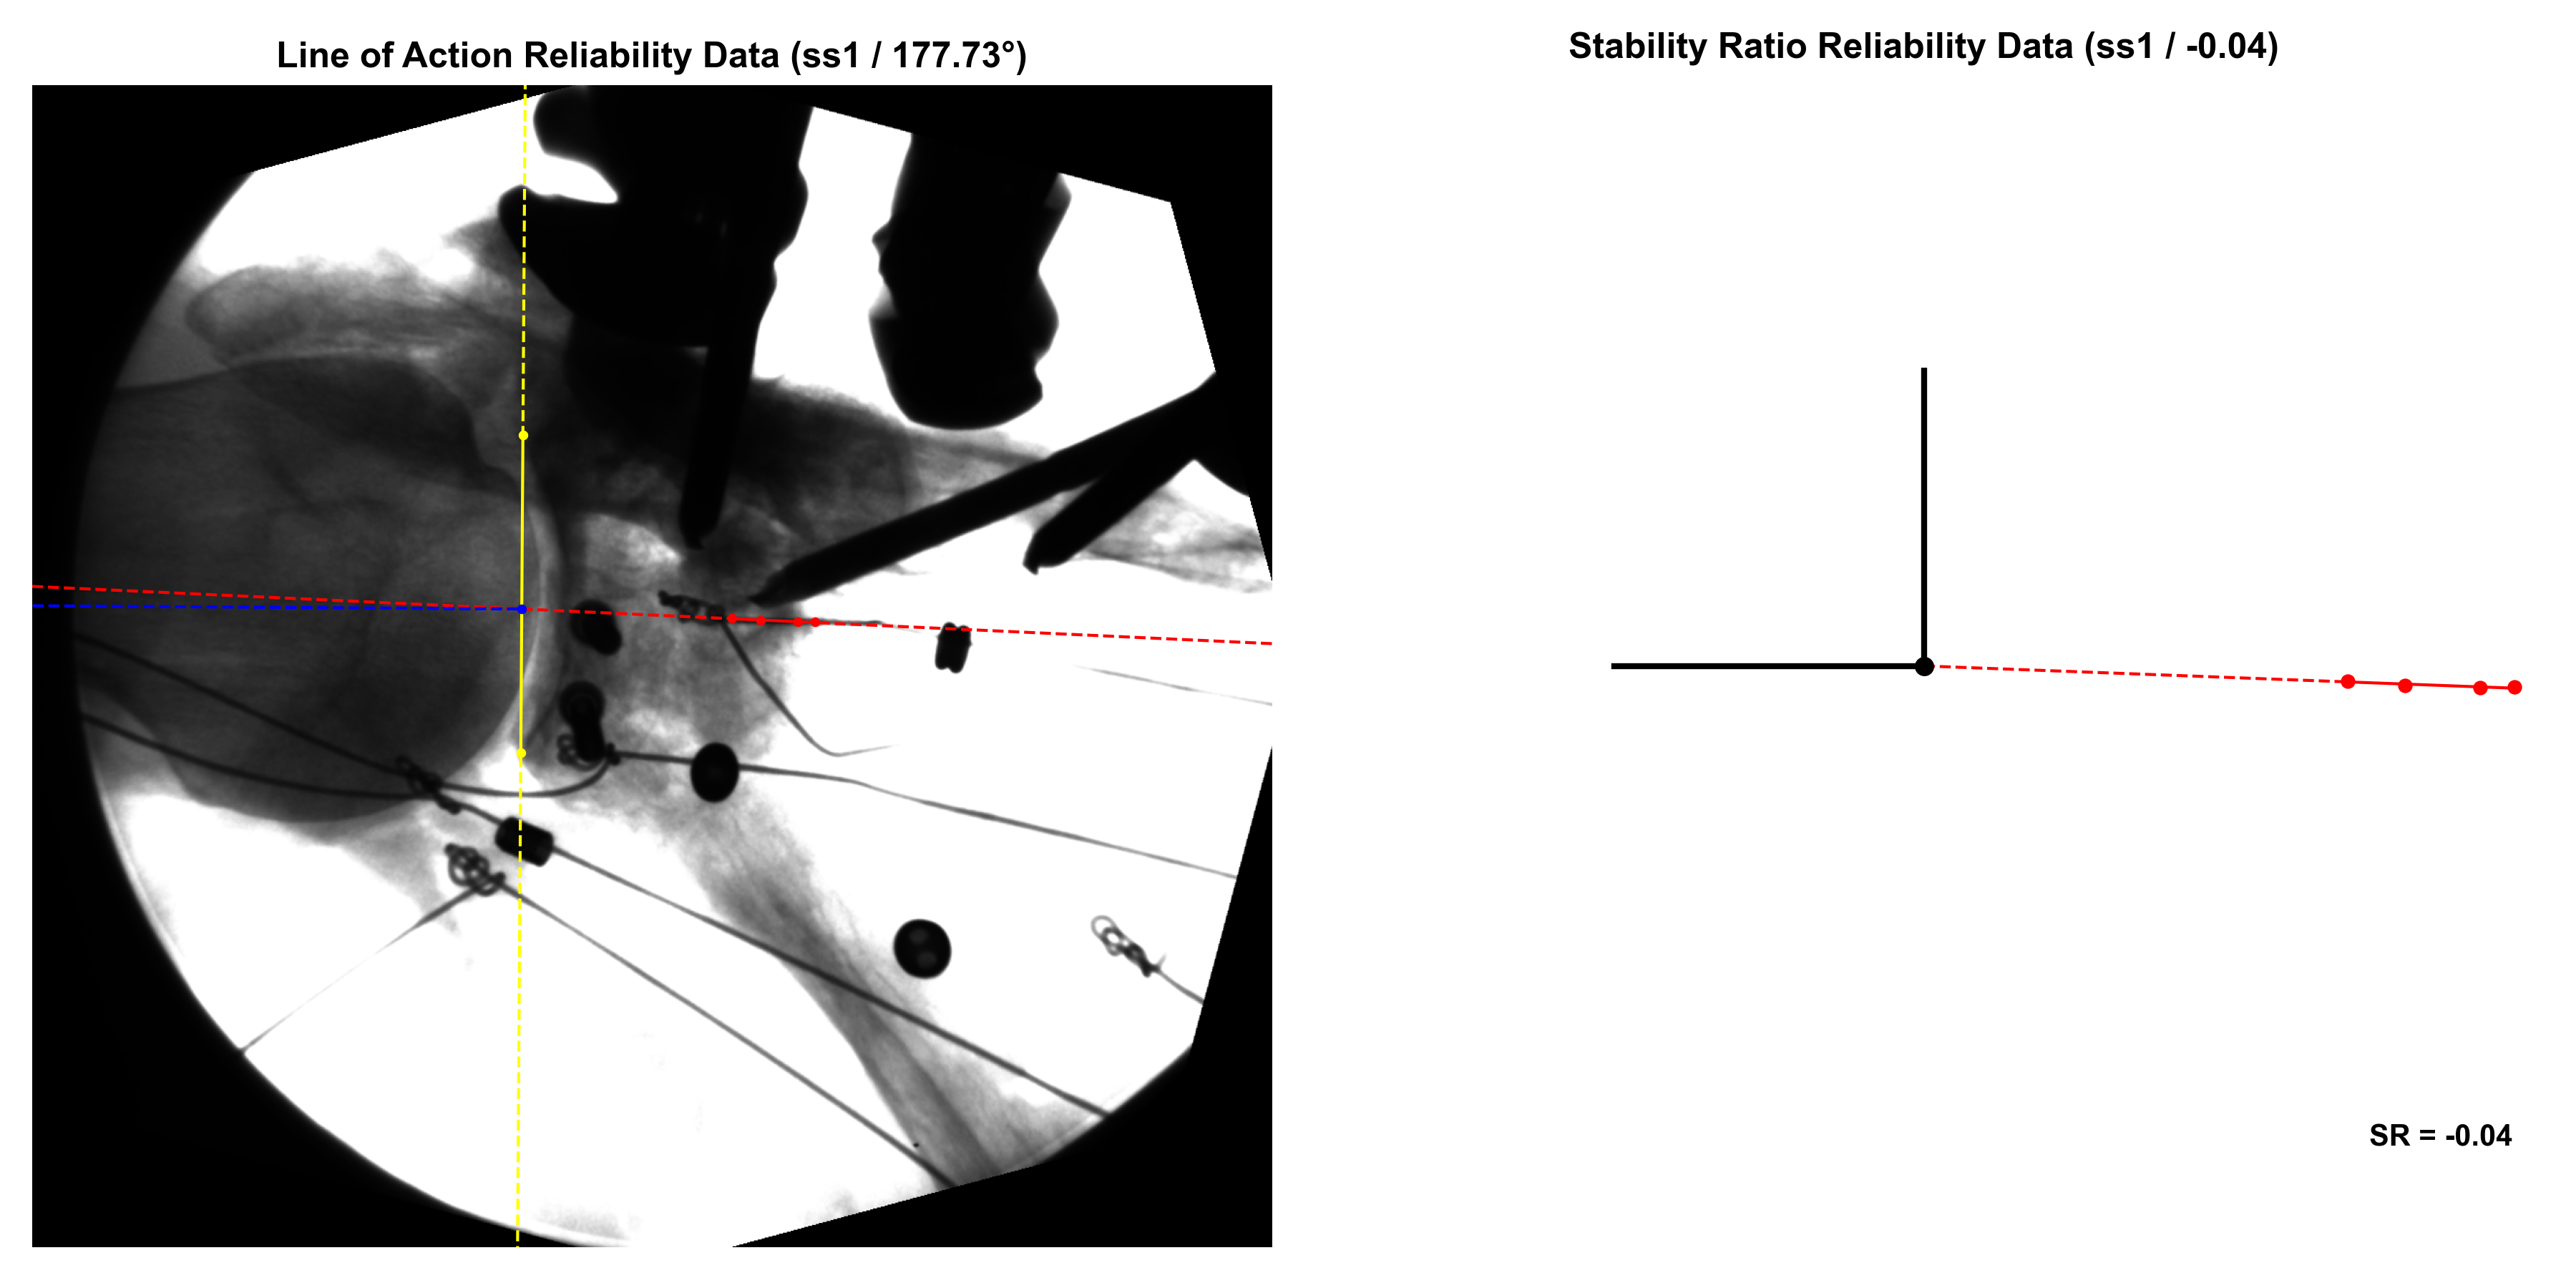 Line of Action Reliability Data (ss1 / 177.73°)
Stability Ratio Reliability Data (ss1 / -0.04)
SR = -0.04